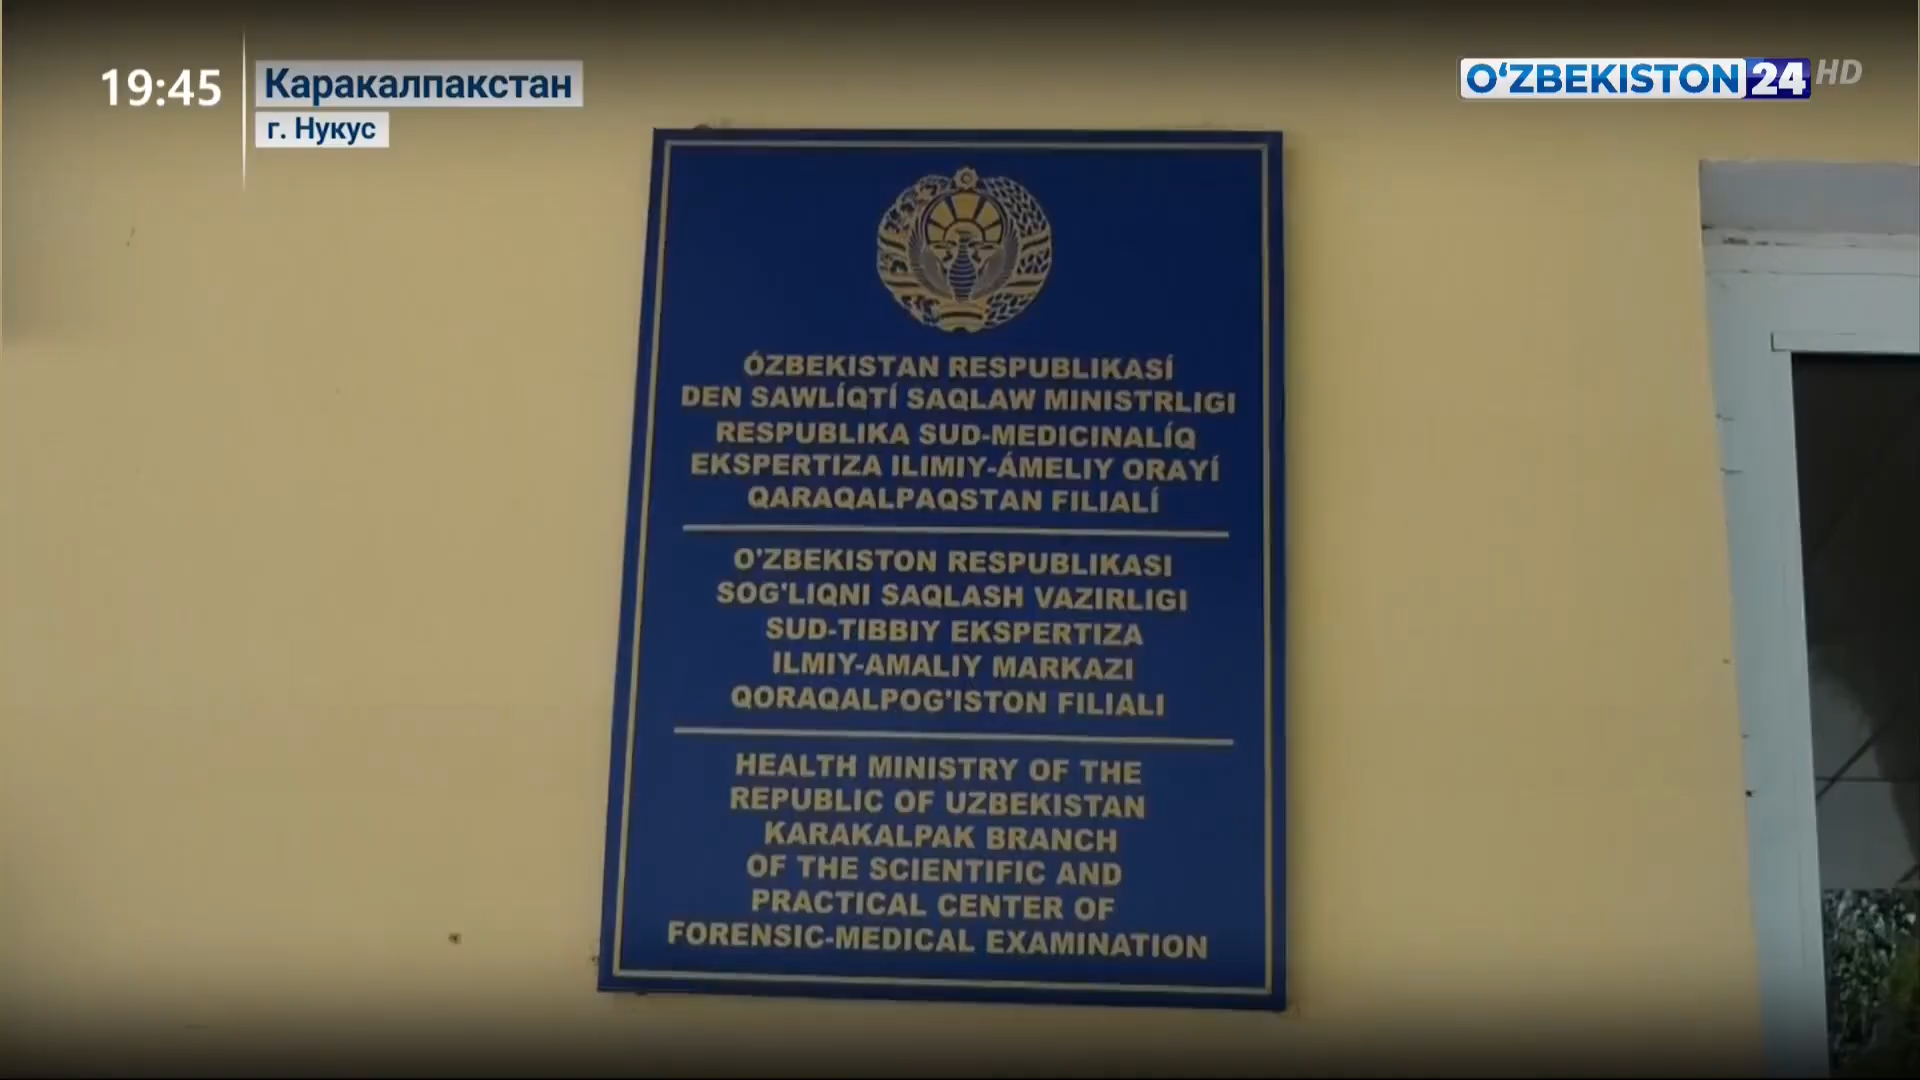 19:45
Каракалпакстан
г. Нукус
O‘ZBEKISTON 24 HD
ÓZBEKISTAN RESPUBLIKASÍ
DEN SAWLÍQTÍ SAQLAW MINISTRLIGI
RESPUBLIKA SUD-MEDICINALÍQ
EKSPERTIZA ILIMIY-ÁMELIY ORAYÍ
QARAQALPAQSTAN FILIALÍ
O'ZBEKISTON RESPUBLIKASI
SOG'LIQNI SAQLASH VAZIRLIGI
SUD-TIBBIY EKSPERTIZA
ILMIY-AMALIY MARKAZI
QORAQALPOG'ISTON FILIALI
HEALTH MINISTRY OF THE
REPUBLIC OF UZBEKISTAN
KARAKALPAK BRANCH
OF THE SCIENTIFIC AND
PRACTICAL CENTER OF
FORENSIC-MEDICAL EXAMINATION